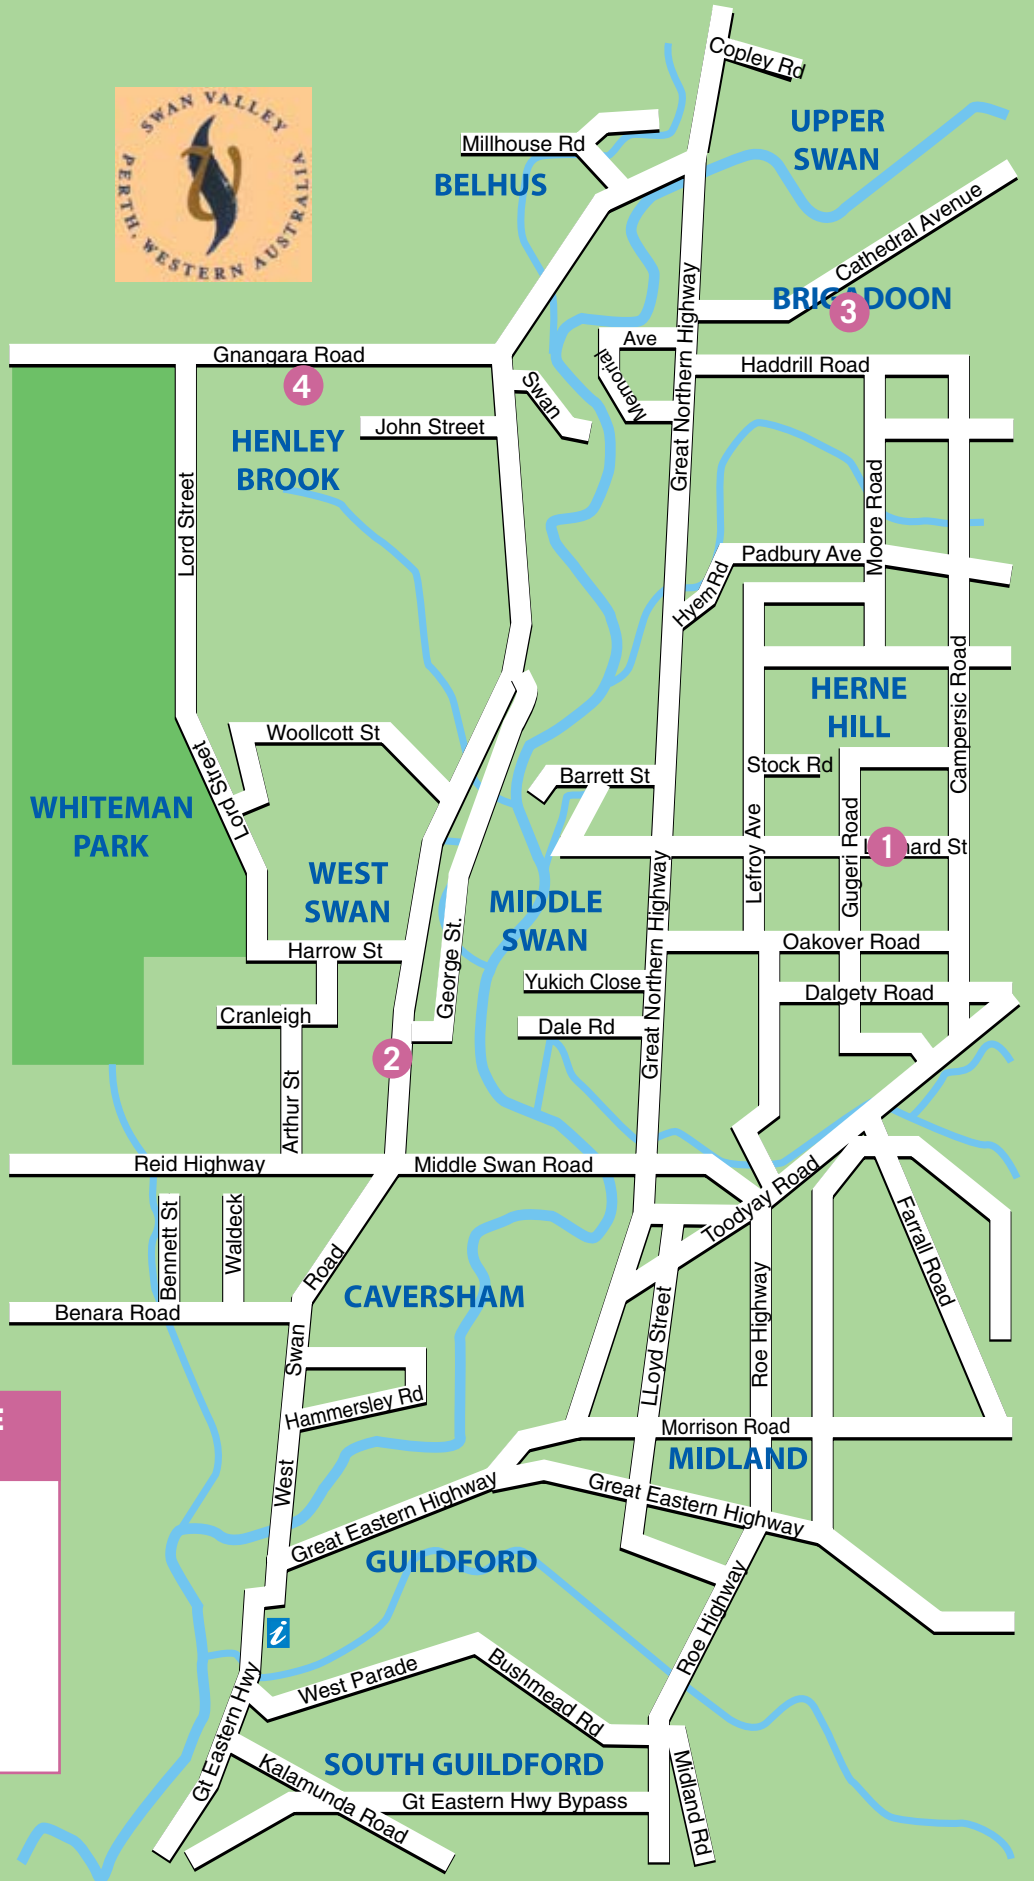 Copley Rd
UPPER
SWAN
SWAN VALLEY
PERTH, WESTERN AUSTRALIA
Millhouse Rd
BELHUS
Cathedral Avenue
BRIGADOON
3
Great Northern Highway
Ave
Memorial
Gnangara Road
4
Haddrill Road
Swan
John Street
HENLEY
BROOK
Lord Street
Moore Road
Padbury Ave
Hyem Rd
Campersic Road
HERNE
HILL
Woollcott St
Lord Street
Stock Rd
Barrett St
WHITEMAN
PARK
Lefroy Ave
Gugeri Road
1
WEST
SWAN
MIDDLE
SWAN
Great Northern Highway
George St.
Harrow St
Oakover Road
Yukich Close
Dalgety Road
Cranleigh
Dale Rd
2
Arthur St
Reid Highway
Middle Swan Road
Toodyay Road
Bennett St
Waldeck
Farrall Road
Road
CAVERSHAM
Benara Road
Swan
LLoyd Street
Roe Highway
Hammersley Rd
E
Morrison Road
MIDLAND
West
Great Eastern Highway
Great Eastern Highway
GUILDFORD
i
Roe Highway
West Parade
Bushmead Rd
Gt Eastern Hwy
SOUTH GUILDFORD
Kalamunda Road
Gt Eastern Hwy Bypass
Midland Rd